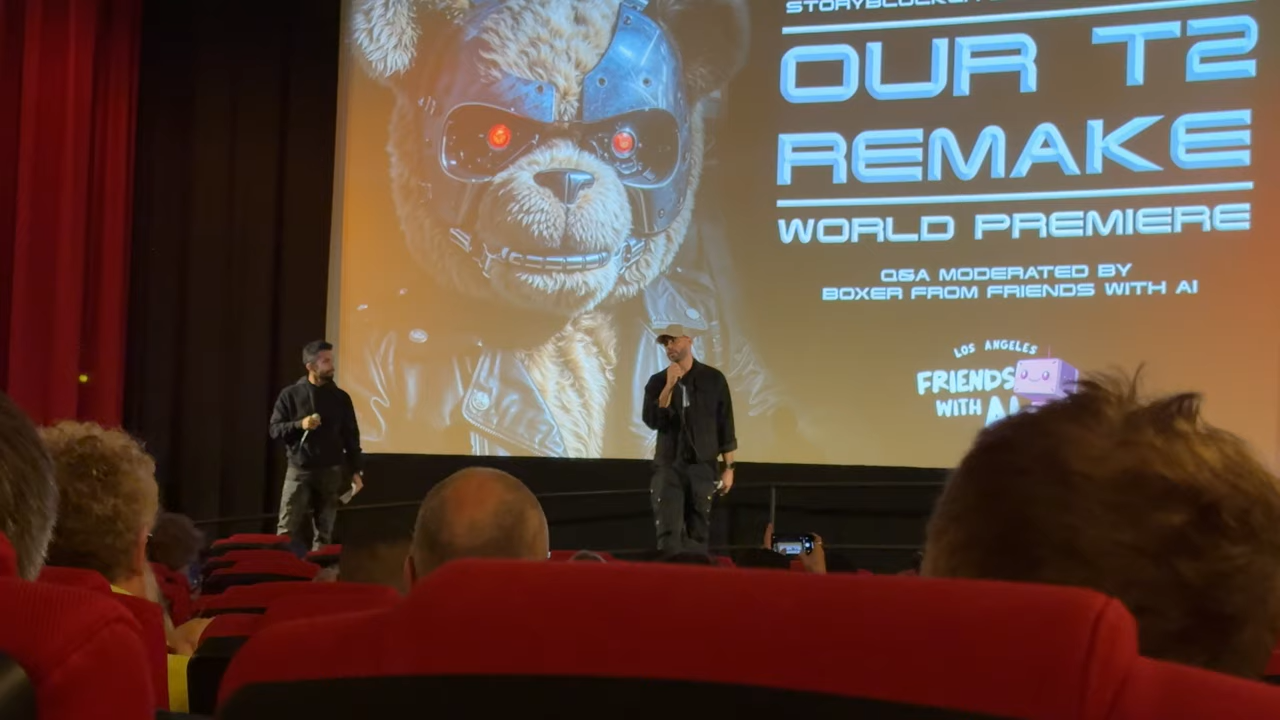 OUR T2
REMAKE
WORLD PREMIERE
Q&A MODERATED BY
BOXER FROM FRIENDS WITH AI
LOS ANGELES
FRIENDS
WITH